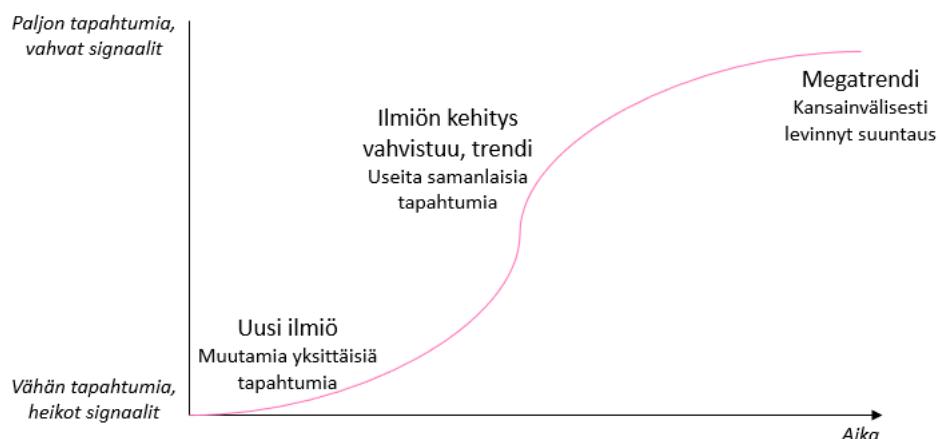 Paljon tapahtumia,
vahvat signaalit
Megatrendi
Kansainvälisesti
levinnyt suuntaus
Ilmiön kehitys
vahvistuu, trendi
Useita samanlaisia
tapahtumia
Uusi ilmiö
Muutamia yksittäisiä
tapahtumia
Vähän tapahtumia,
heikot signaalit
Aika